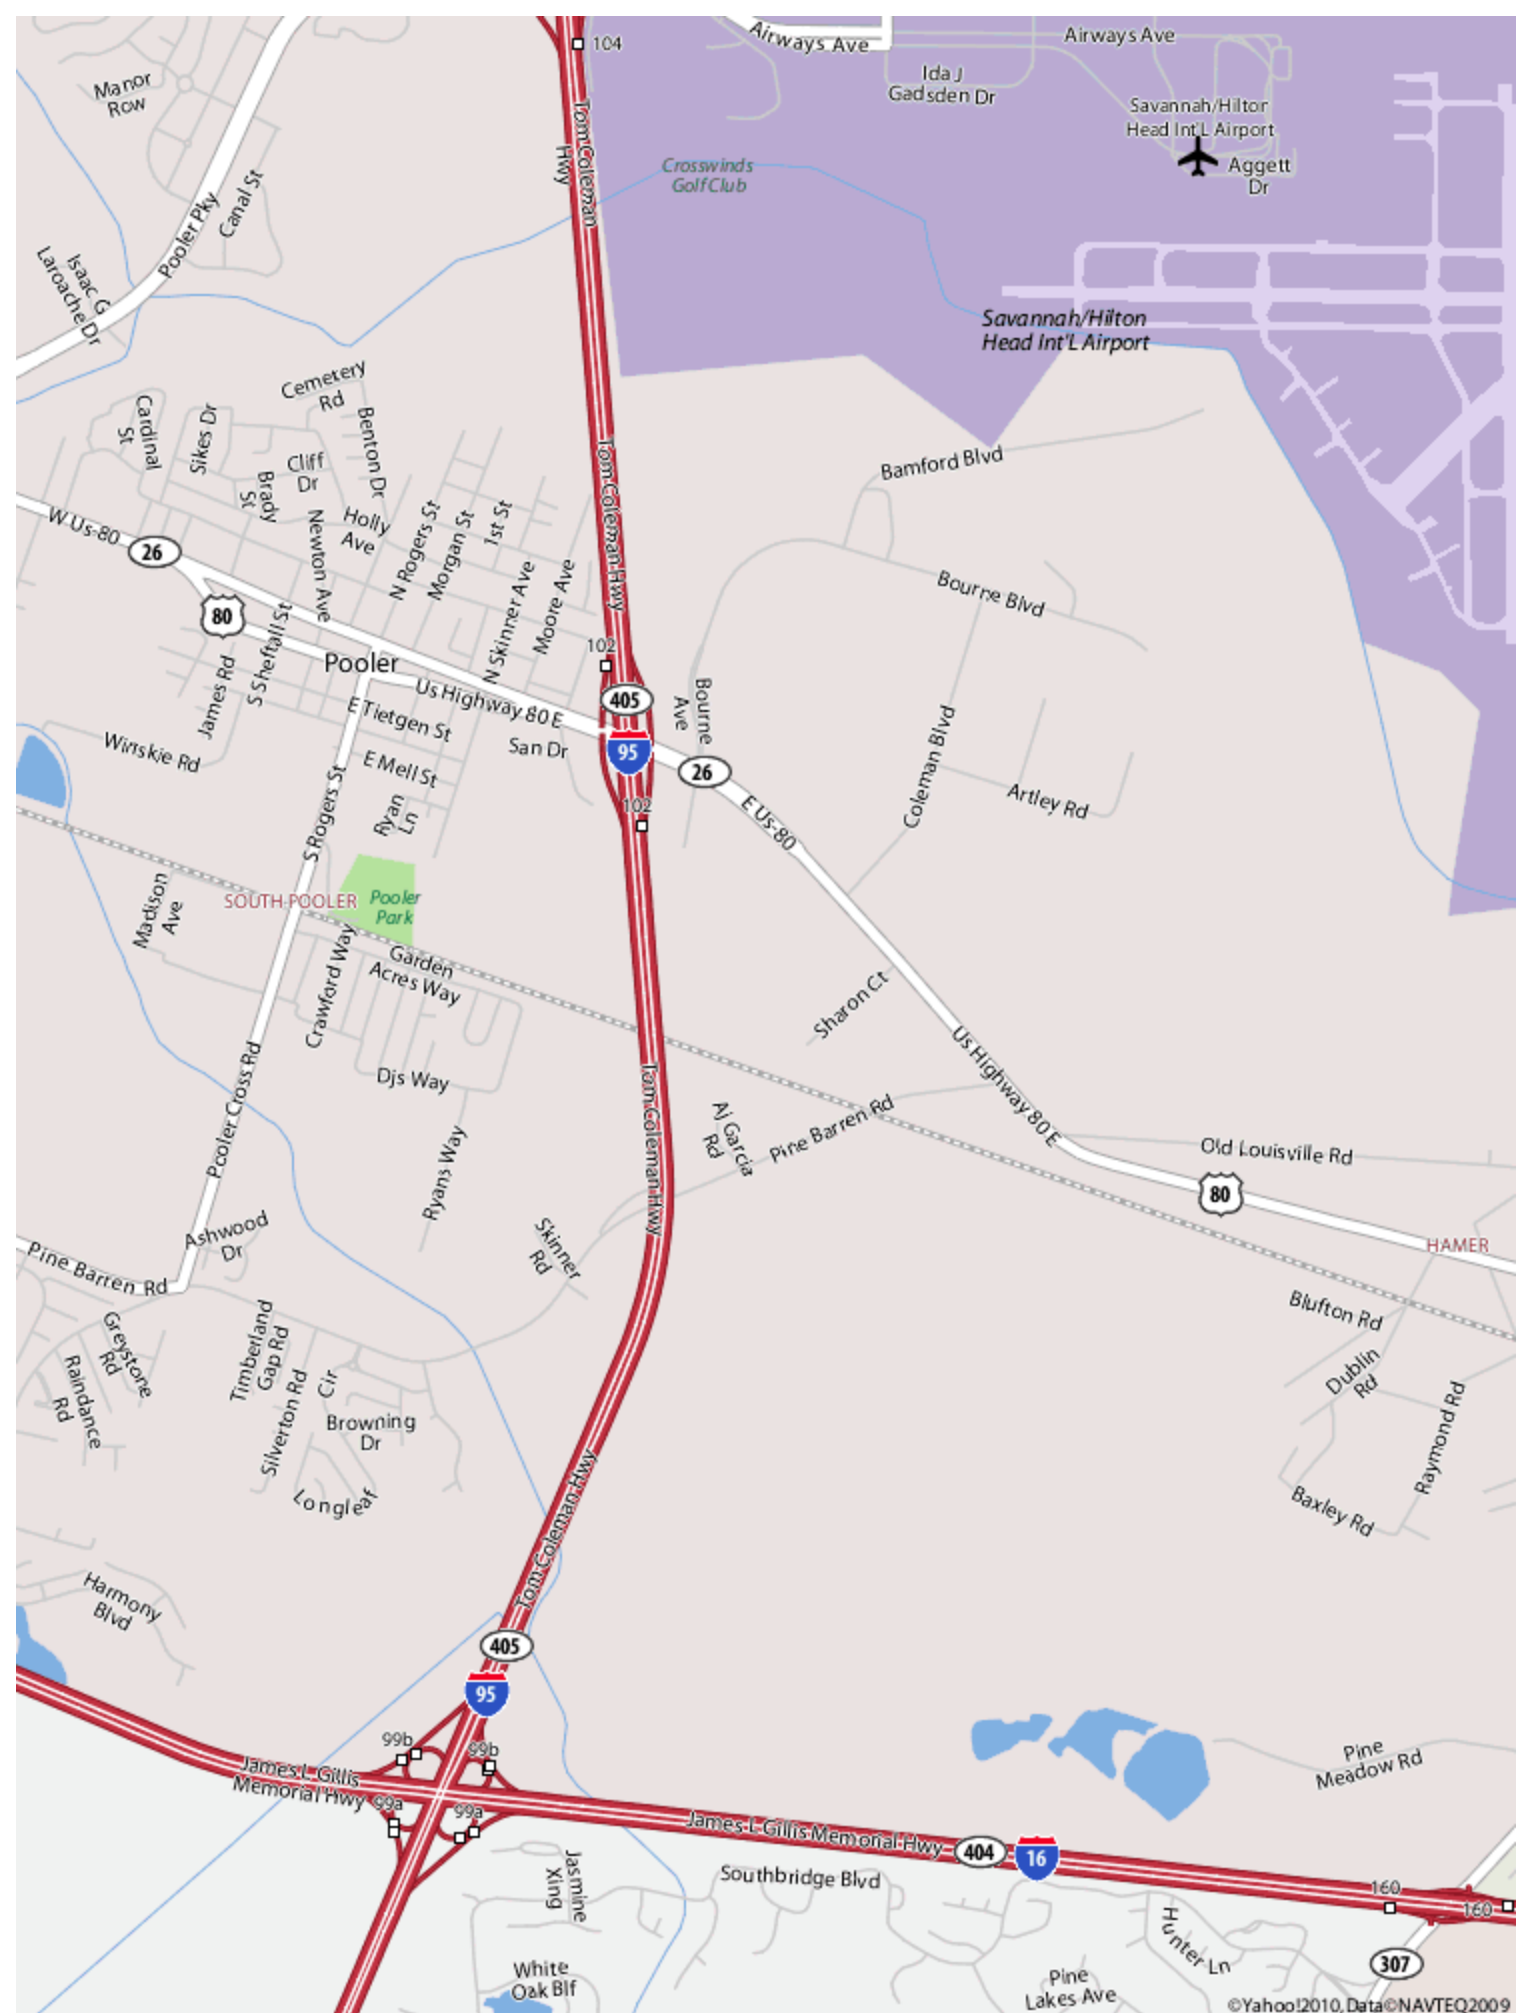 104
Airways Ave
Airways Ave
Ida J
Gadsden Dr
Manor
Row
Savannah/Hilton
Head Int'L Airport
Aggett
Dr
Tom Coleman
Hwy
Crosswinds
Golf Club
Canal St
Pooler Pky
Isaac G
Laroache Dr
Savannah/Hilton
Head Int'L Airport
Cemetery
Rd
Cardinal
St
Sikes Dr
Benton Dr
Cliff
Dr
Brady
St
Tom Coleman Hwy
Bamford Blvd
W Us-80
26
Newton Ave
Holly
Ave
N Rogers St
Morgan St
1st St
N Skinner Ave
Moore Ave
Bourne Blvd
80
S Sheftall St
James Rd
Pooler
102
405
Us Highway 80 E
E Tietgen St
Bourne
Ave
Winskie Rd
San Dr
95
26
E Mell St
Coleman Blvd
Artley Rd
S Rogers St
Ryan
Ln
102
E Us-80
Madison
Ave
SOUTH POOLER
Pooler
Park
Crawford Way
Garden
Acres Way
Sharon Ct
Us Highway 80 E
Pooler Cross Rd
Djs Way
Tom Coleman Hwy
Al Garcia
Rd
Pine Barren Rd
Old Louisville Rd
80
Ryans Way
HAMER
Ashwood
Dr
Skinner
Rd
Pine Barren Rd
Blufton Rd
Greystone
Rd
Timberland
Gap Rd
Raindance
Rd
Silverton Rd
Cir
Browning
Dr
Longleaf
Dublin
Rd
Raymond Rd
Baxley Rd
Tom Coleman Hwy
Harmony
Blvd
405
95
99b
99b
James L Gillis
Memorial Hwy
99a
99a
Pine
Meadow Rd
James L Gillis Memorial Hwy
404
16
Jasmine
Xing
Southbridge Blvd
160
160
Hunter Ln
307
White
Oak Blf
Pine
Lakes Ave
©Yahoo!2010, Data©NAVTEQ2009